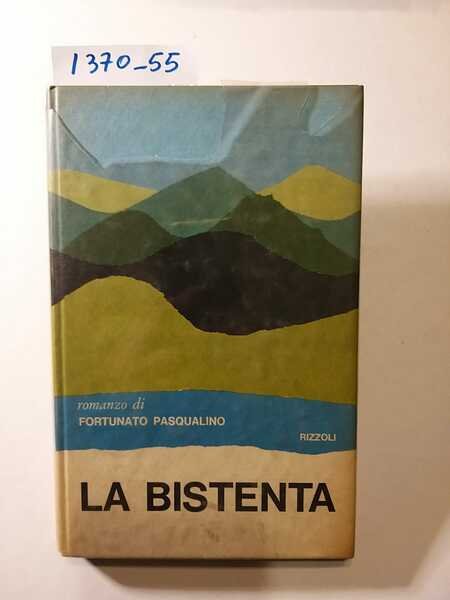 1370_55
romanzo di
FORTUNATO PASQUALINO
RIZZOLI
LA BISTENTA